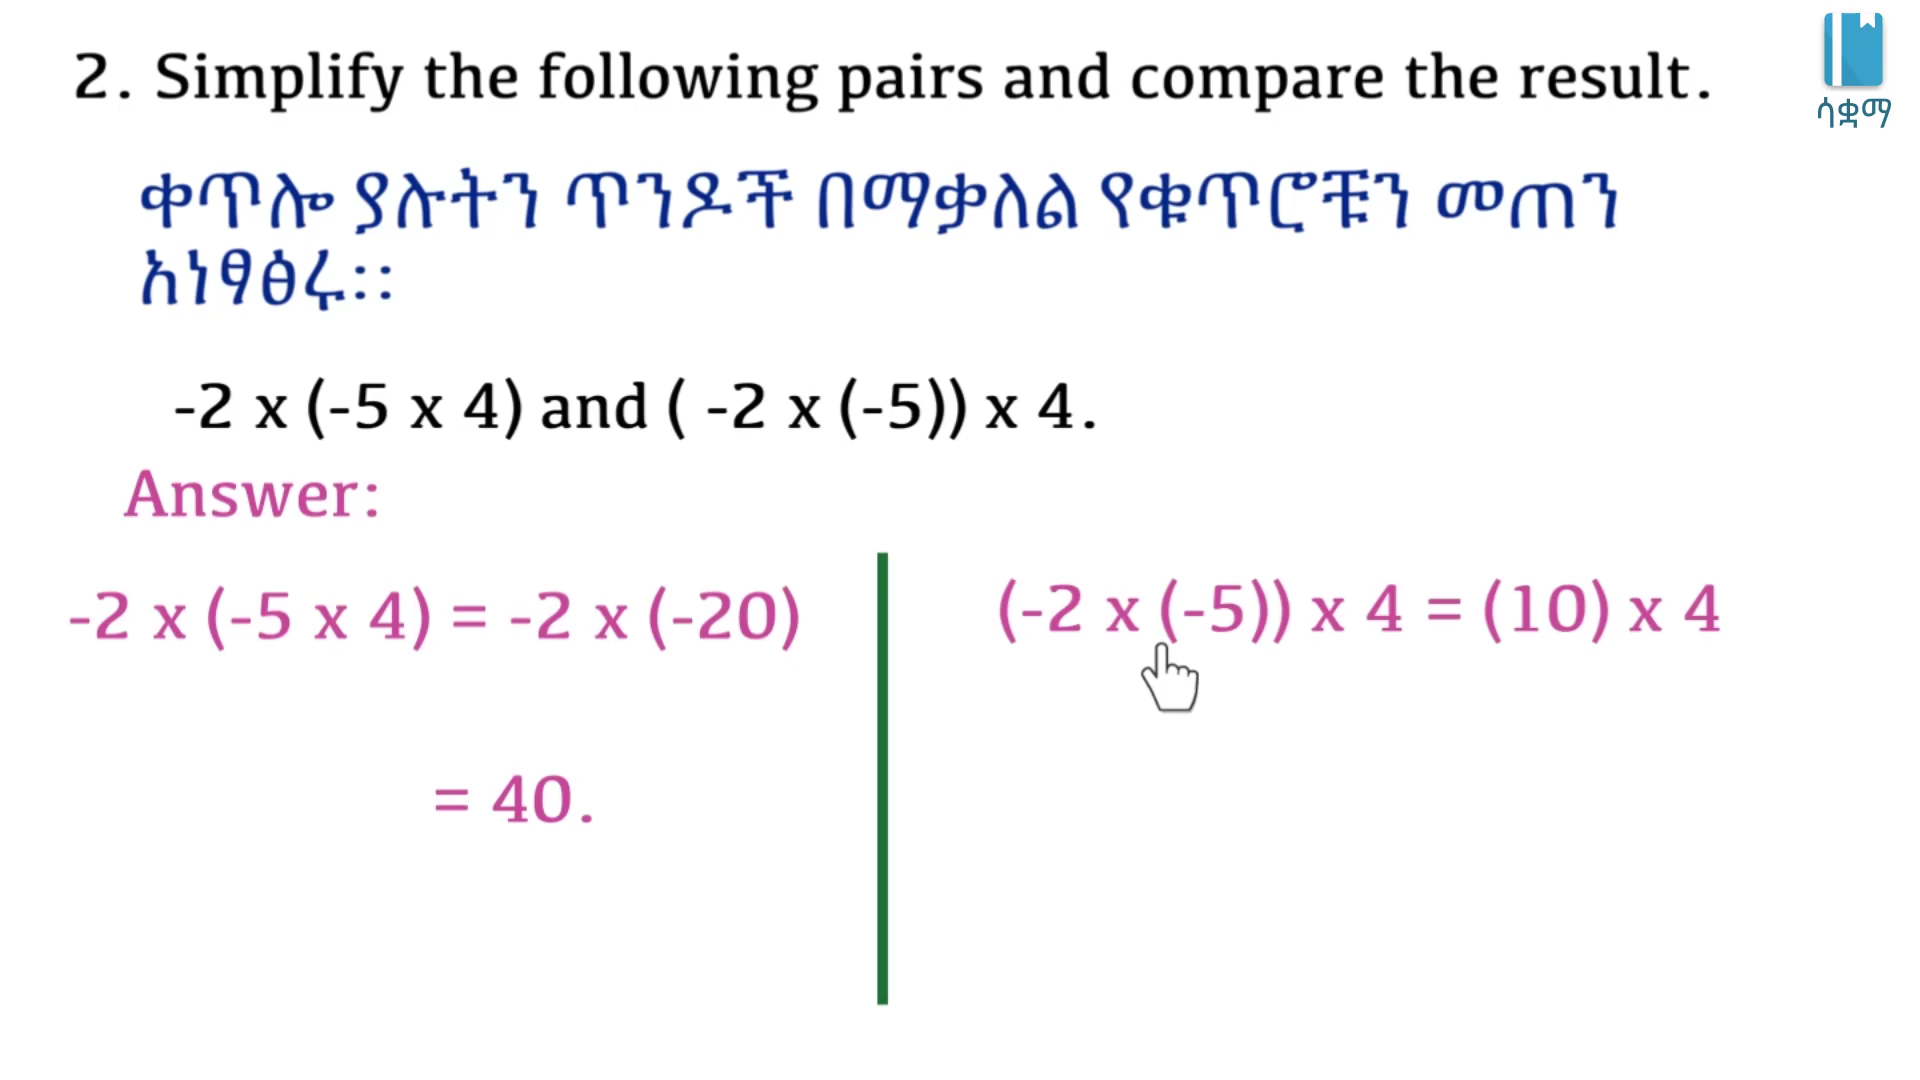 2. Simplify the following pairs and compare the result.
ሳቋማ
ቀጥሎ ያሉትን ጥንዶች በማቃለል የቁጥሮቹን መጠን
አነፃፅሩ፡፡
-2 x (-5 x 4) and ( -2 x (-5)) x 4.
Answer:
-2 x (-5 x 4) = -2 x (-20)
= 40.
(-2 x (-5)) x 4 = (10) x 4